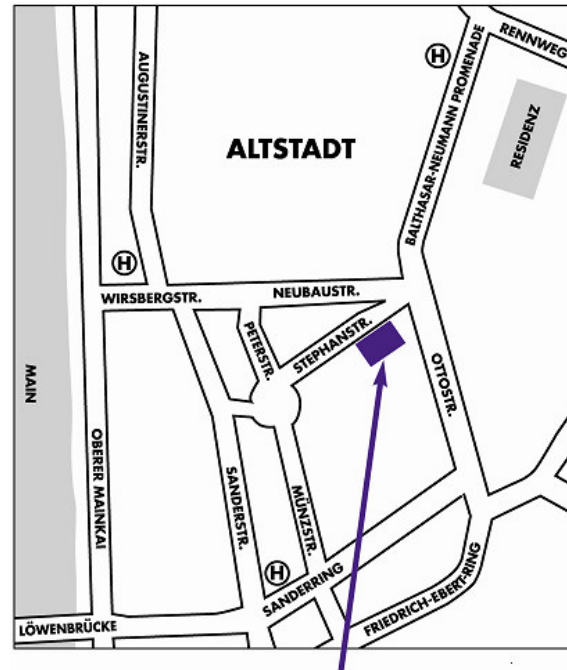 RENNWEG
AUGUSTINERSTR.
H
BALTHASAR-NEUMANN PROMENADE
RESIDENZ
ALTSTADT
H
WIRSBERGSTR.
NEUBAUSTR.
PETERSTR.
STEPHANSTR.
OTTOSTR.
MAIN
OBERER MAINKAI
SANDERSTR.
MÜNZSTR.
H
SANDERRING
FRIEDRICH-EBERT-RING
LÖWENBRÜCKE